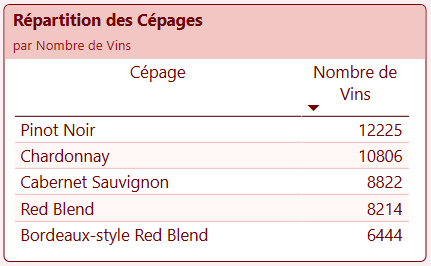 Répartition des Cépages
par Nombre de Vins
Cépage Nombre de
Vins
Pinot Noir 12225
Chardonnay 10806
Cabernet Sauvignon 8822
Red Blend 8214
Bordeaux-style Red Blend 6444